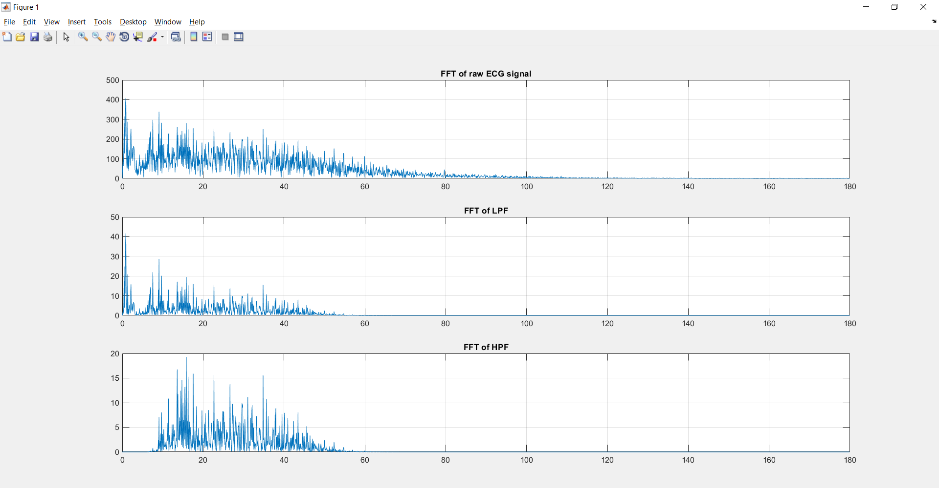 Figure 1
File Edit View Insert Tools Desktop Window Help
FFT of raw ECG signal
500
400
300
200
100
0
0 20 40 60 80 100 120 140 160 180
FFT of LPF
50
40
30
20
10
0
0 20 40 60 80 100 120 140 160 180
FFT of HPF
20
15
10
5
0
0 20 40 60 80 100 120 140 160 180